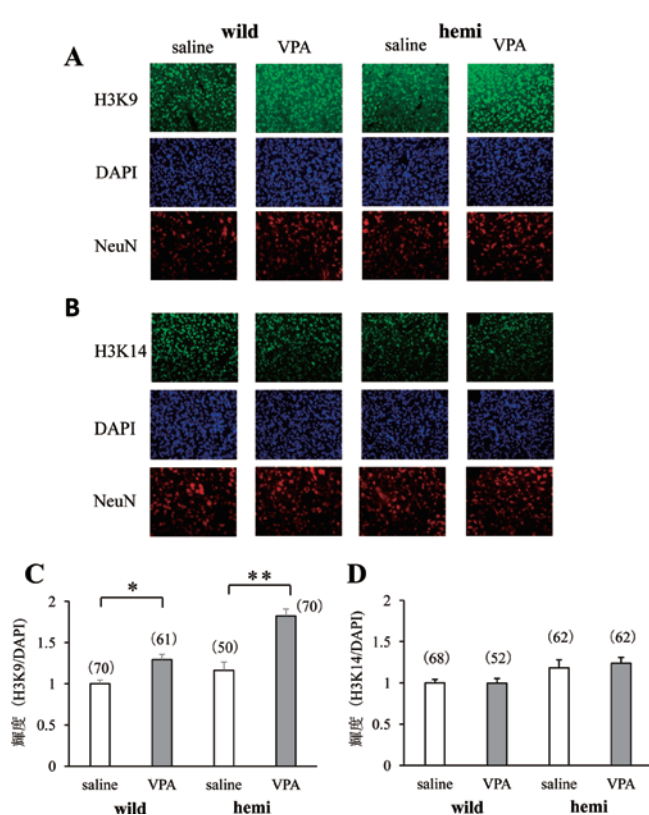 wild hemi
saline VPA saline VPA
A
H3K9
DAPI
NeuN
B
H3K14
DAPI
NeuN
C
輝度 (H3K9/DAPI)
2
1.5
1
0.5
0
(70)
*
(61)
(50)
**
(70)
saline VPA saline VPA
wild hemi
D
輝度 (H3K14/DAPI)
2
1.5
1
0.5
0
(68) (52) (62) (62)
saline VPA saline VPA
wild hemi